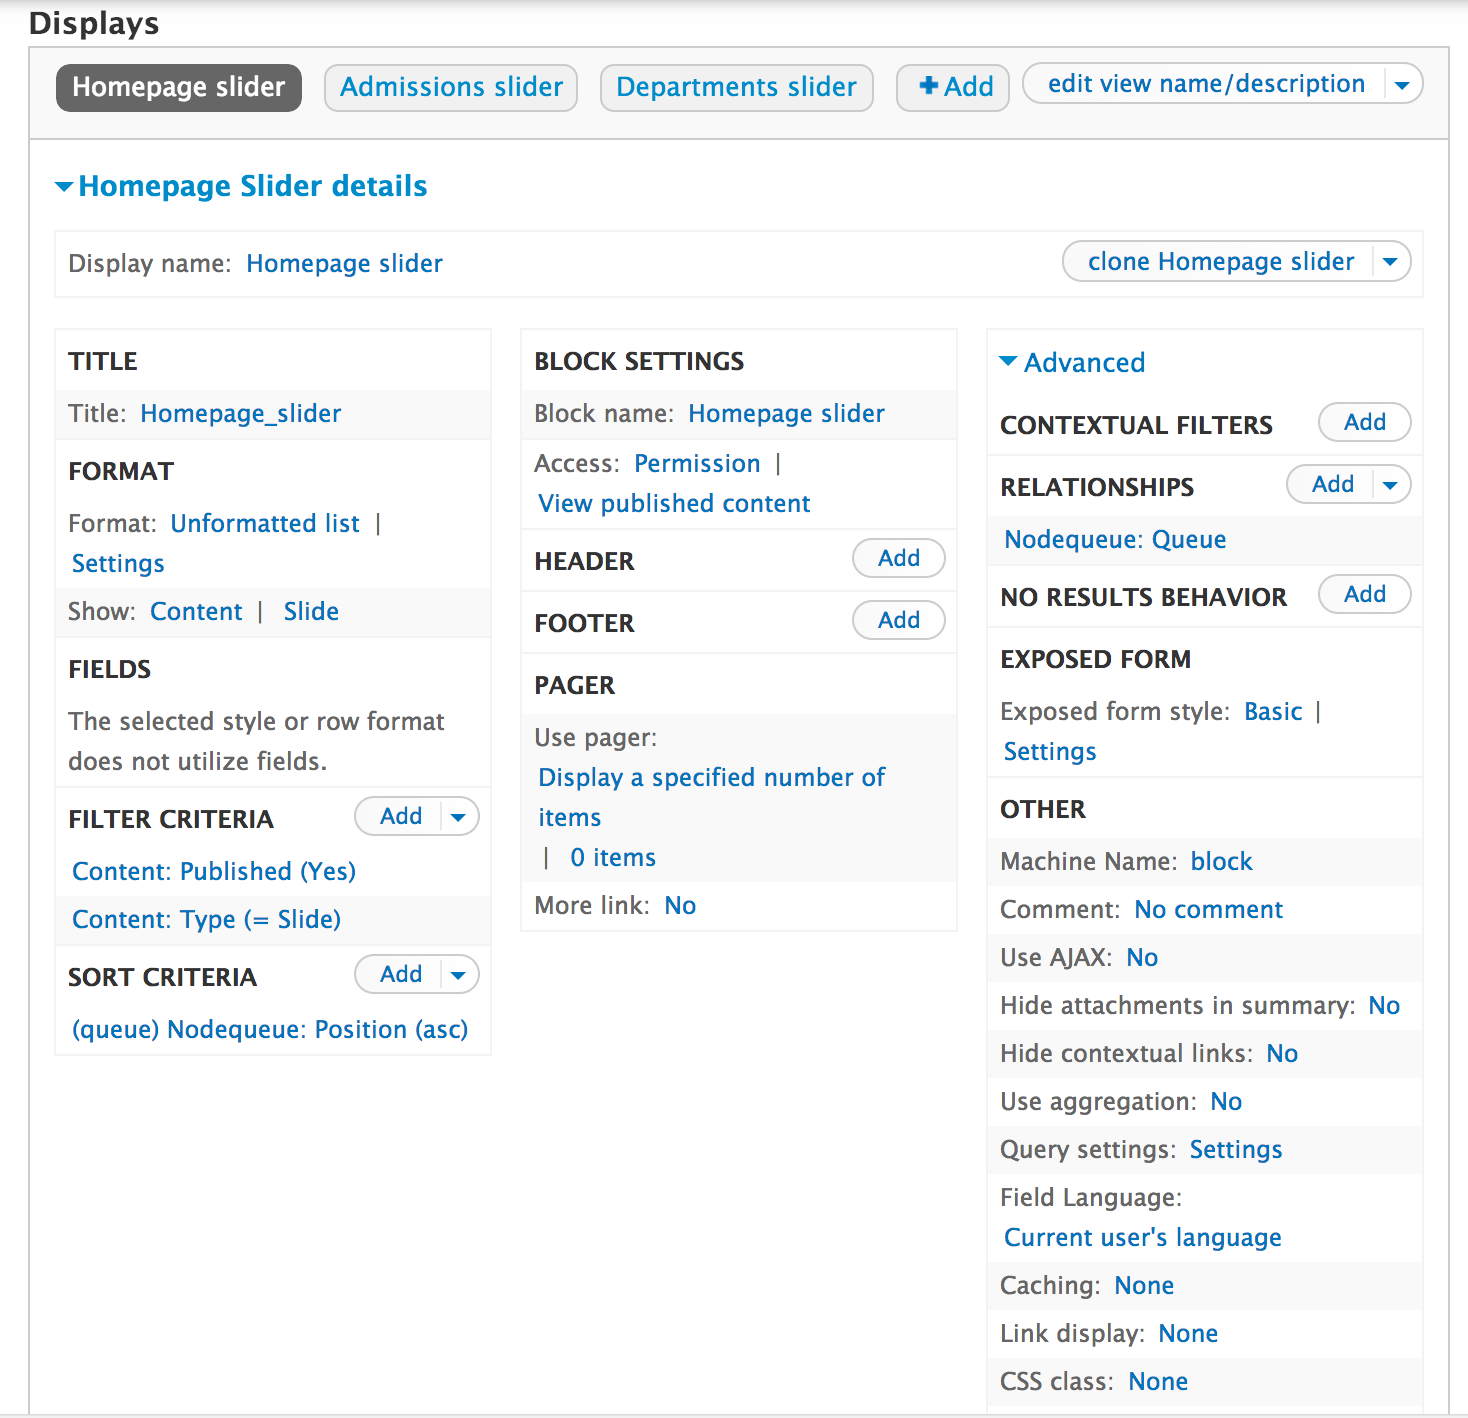 Displays
Homepage slider
Admissions slider
Departments slider
Add
edit view name/description
Homepage Slider details
Display name: Homepage slider
clone Homepage slider
TITLE
Title: Homepage_slider
FORMAT
Format: Unformatted list |
Settings
Show: Content | Slide
FIELDS
The selected style or row format
does not utilize fields.
FILTER CRITERIA
Add
Content: Published (Yes)
Content: Type (= Slide)
SORT CRITERIA
Add
(queue) Nodequeue: Position (asc)
BLOCK SETTINGS
Block name: Homepage slider
Access: Permission |
View published content
HEADER
Add
FOOTER
Add
PAGER
Use pager:
Display a specified number of
items
| 0 items
More link: No
Advanced
CONTEXTUAL FILTERS
Add
RELATIONSHIPS
Add
Nodequeue: Queue
NO RESULTS BEHAVIOR
Add
EXPOSED FORM
Exposed form style: Basic |
Settings
OTHER
Machine Name: block
Comment: No comment
Use AJAX: No
Hide attachments in summary: No
Hide contextual links: No
Use aggregation: No
Query settings: Settings
Field Language:
Current user's language
Caching: None
Link display: None
CSS class: None